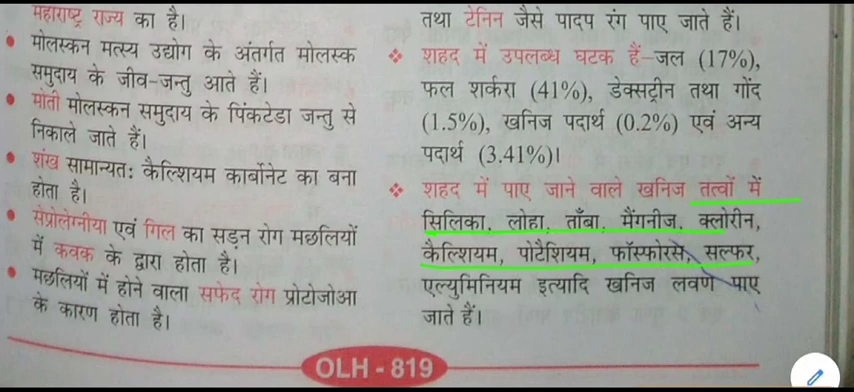 महाराष्ट्र राज्य का है।
• मोलस्कन मत्स्य उद्योग के अंतर्गत मोलस्क
समुदाय के जीव-जन्तु आते हैं।
• मोती मोलस्कन समुदाय के पिंकटेडा जन्तु से
निकाले जाते हैं।
• शंख सामान्यतः कैल्शियम कार्बोनेट का बना
होता है।
• सेप्रोलेग्नीया एवं गिल का सड़न रोग मछलियों
में कवक के द्वारा होता है।
• मछलियों में होने वाला सफेद रोग प्रोटोजोआ
के कारण होता है।
तथा टेनिन जैसे पादप रंग पाए जाते हैं।
❖ शहद में उपलब्ध घटक हैं-जल (17%),
फल शर्करा (41%), डेक्सट्रीन तथा गोंद
(1.5%), खनिज पदार्थ (0.2%) एवं अन्य
पदार्थ (3.41%)।
❖ शहद में पाए जाने वाले खनिज तत्वों में
सिलिका, लोहा, ताँबा, मैंगनीज, क्लोरीन,
कैल्शियम, पोटैशियम, फॉस्फोरस, सल्फर,
एल्युमिनियम इत्यादि खनिज लवण पाए
जाते हैं।
OLH - 819